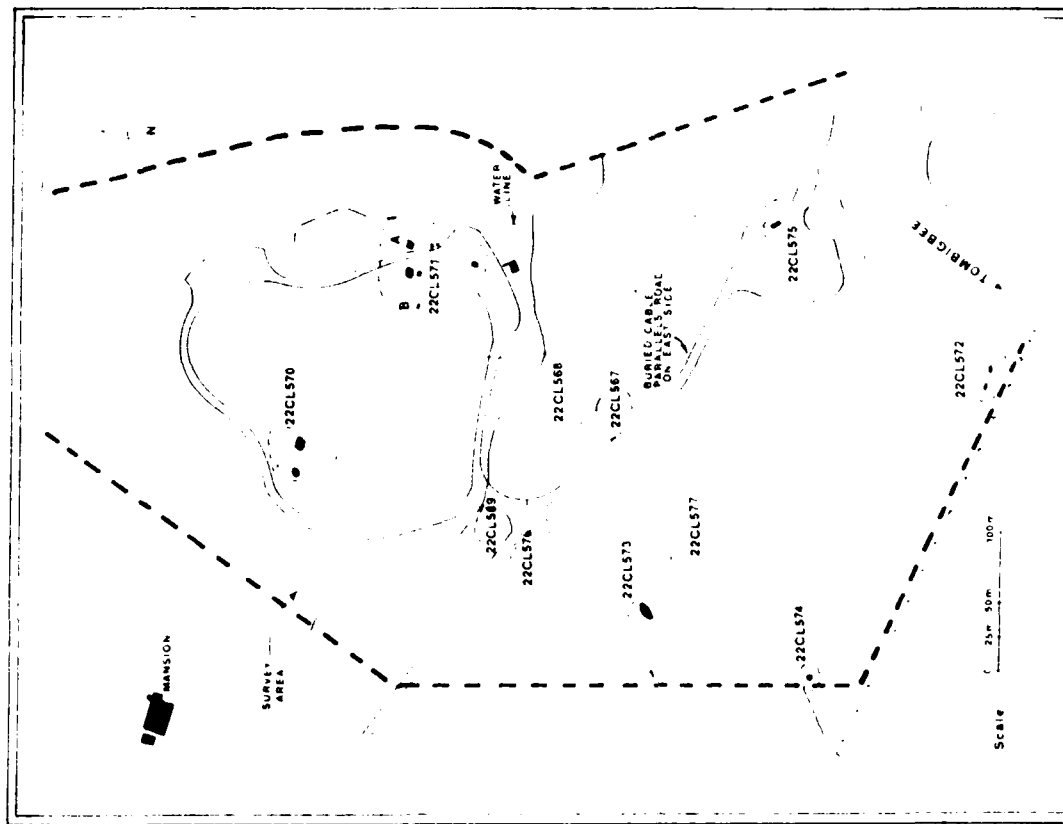 N
WATER
LINE
A
B
22CL571
22CL570
22CL568
22CL567
22CL575
BURIED CABLE
PARALLELS ROAD
ON EAST SIDE
TOMBIGBEE
22CL572
22CL589
22CL576
22CL573
22CL577
22CL574
MANSION
SURVEY
AREA
Scale
25m
50m
100m